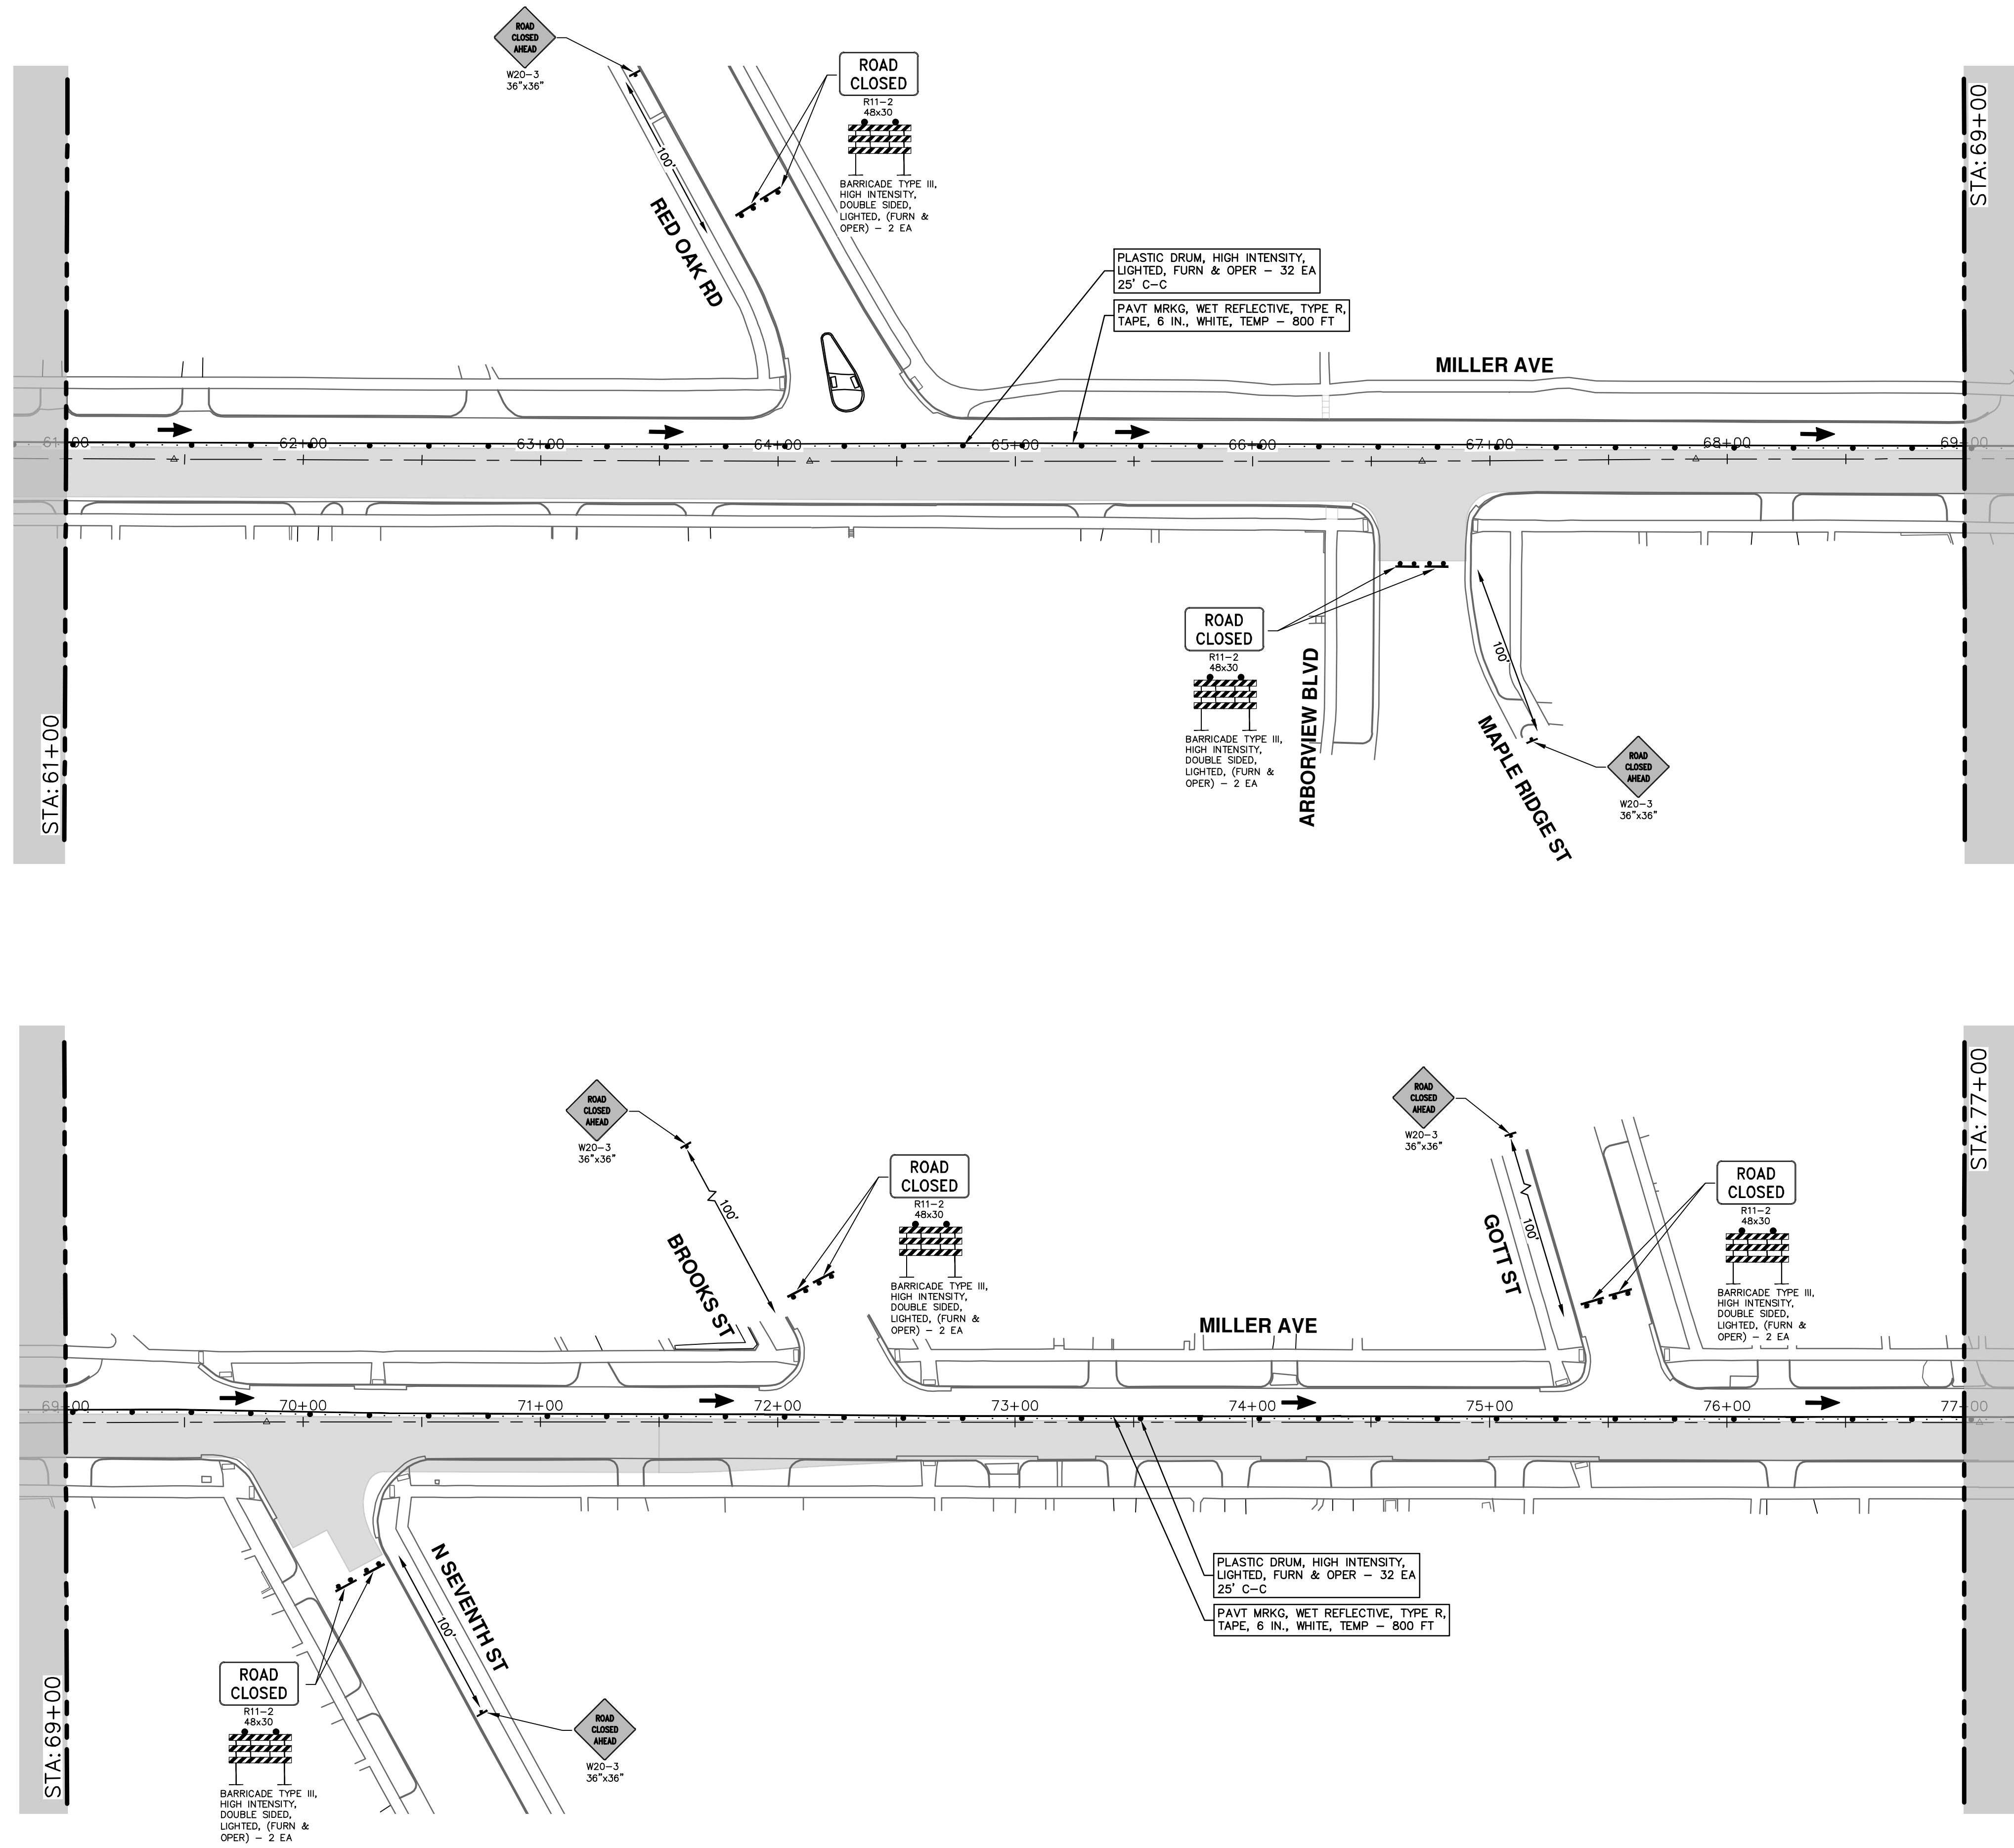 ROAD
CLOSED
AHEAD
W20-3
36"x36"
ROAD
CLOSED
R11-2
48x30
BARRICADE TYPE III,
HIGH INTENSITY,
DOUBLE SIDED,
LIGHTED, (FURN &
OPER) - 2 EA
100'
RED OAK RD
STA: 69+00
PLASTIC DRUM, HIGH INTENSITY,
LIGHTED, FURN & OPER - 32 EA
25' C-C
PAVT MRKG, WET REFLECTIVE, TYPE R,
TAPE, 6 IN., WHITE, TEMP - 800 FT
MILLER AVE
61+00
62+00
63+00
64+00
65+00
66+00
67+00
68+00
69+00
ROAD
CLOSED
R11-2
48x30
BARRICADE TYPE III,
HIGH INTENSITY,
DOUBLE SIDED,
LIGHTED, (FURN &
OPER) - 2 EA
STA: 61+00
ARBORVIEW BLVD
100'
MAPLE RIDGE ST
ROAD
CLOSED
AHEAD
W20-3
36"x36"
ROAD
CLOSED
AHEAD
W20-3
36"x36"
100'
BROOKS ST
ROAD
CLOSED
R11-2
48x30
BARRICADE TYPE III,
HIGH INTENSITY,
DOUBLE SIDED,
LIGHTED, (FURN &
OPER) - 2 EA
ROAD
CLOSED
AHEAD
W20-3
36"x36"
100'
GOTT ST
ROAD
CLOSED
R11-2
48x30
BARRICADE TYPE III,
HIGH INTENSITY,
DOUBLE SIDED,
LIGHTED, (FURN &
OPER) - 2 EA
STA: 77+00
MILLER AVE
69+00
70+00
71+00
72+00
73+00
74+00
75+00
76+00
77+00
PLASTIC DRUM, HIGH INTENSITY,
LIGHTED, FURN & OPER - 32 EA
25' C-C
PAVT MRKG, WET REFLECTIVE, TYPE R,
TAPE, 6 IN., WHITE, TEMP - 800 FT
N SEVENTH ST
100'
STA: 69+00
ROAD
CLOSED
R11-2
48x30
BARRICADE TYPE III,
HIGH INTENSITY,
DOUBLE SIDED,
LIGHTED, (FURN &
OPER) - 2 EA
ROAD
CLOSED
AHEAD
W20-3
36"x36"